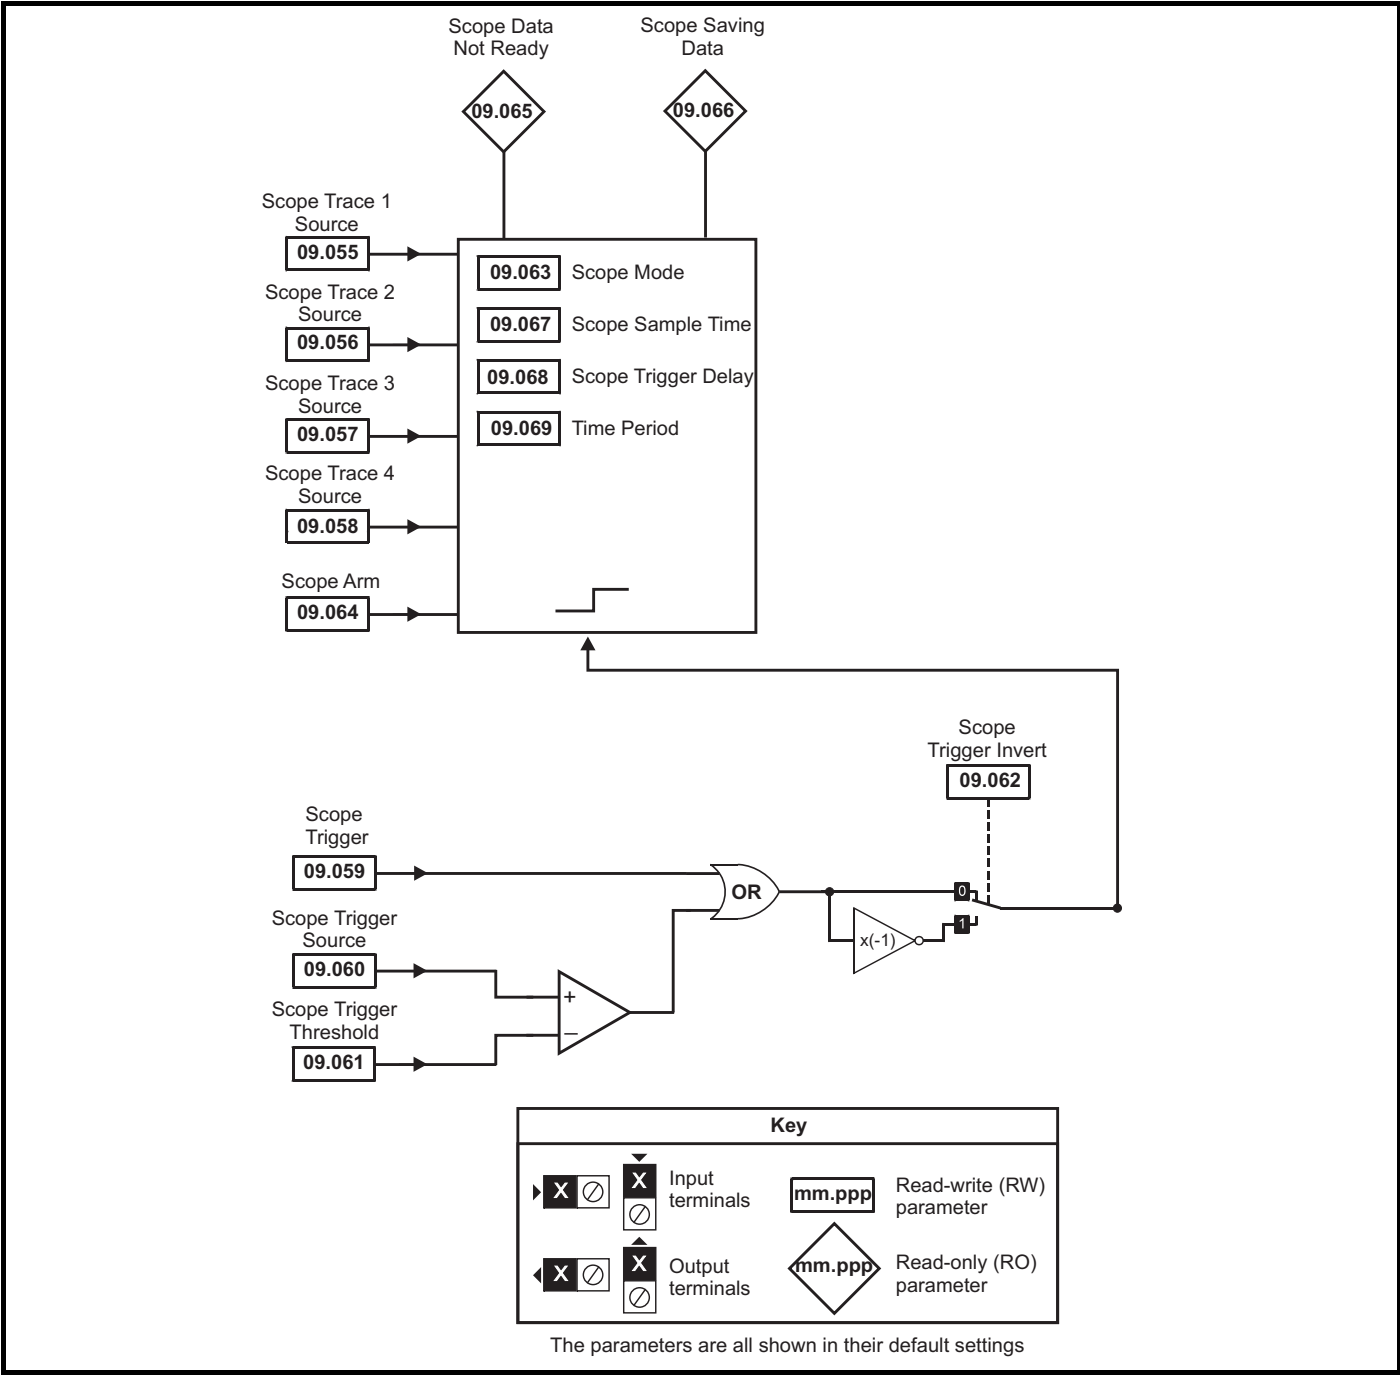 Scope Data
Not Ready
Scope Saving
Data
09.065
09.066
Scope Trace 1
Source
09.055
Scope Trace 2
Source
09.056
Scope Trace 3
Source
09.057
Scope Trace 4
Source
09.058
Scope Arm
09.064
09.063 Scope Mode
09.067 Scope Sample Time
09.068 Scope Trigger Delay
09.069 Time Period
Scope
Trigger Invert
09.062
Scope
Trigger
09.059
Scope Trigger
Source
09.060
Scope Trigger
Threshold
09.061
+
–
OR
x(-1)
0
1
Key
X
X
Input
terminals
mm.ppp
Read-write (RW)
parameter
X
X
Output
terminals
mm.ppp
Read-only (RO)
parameter
The parameters are all shown in their default settings